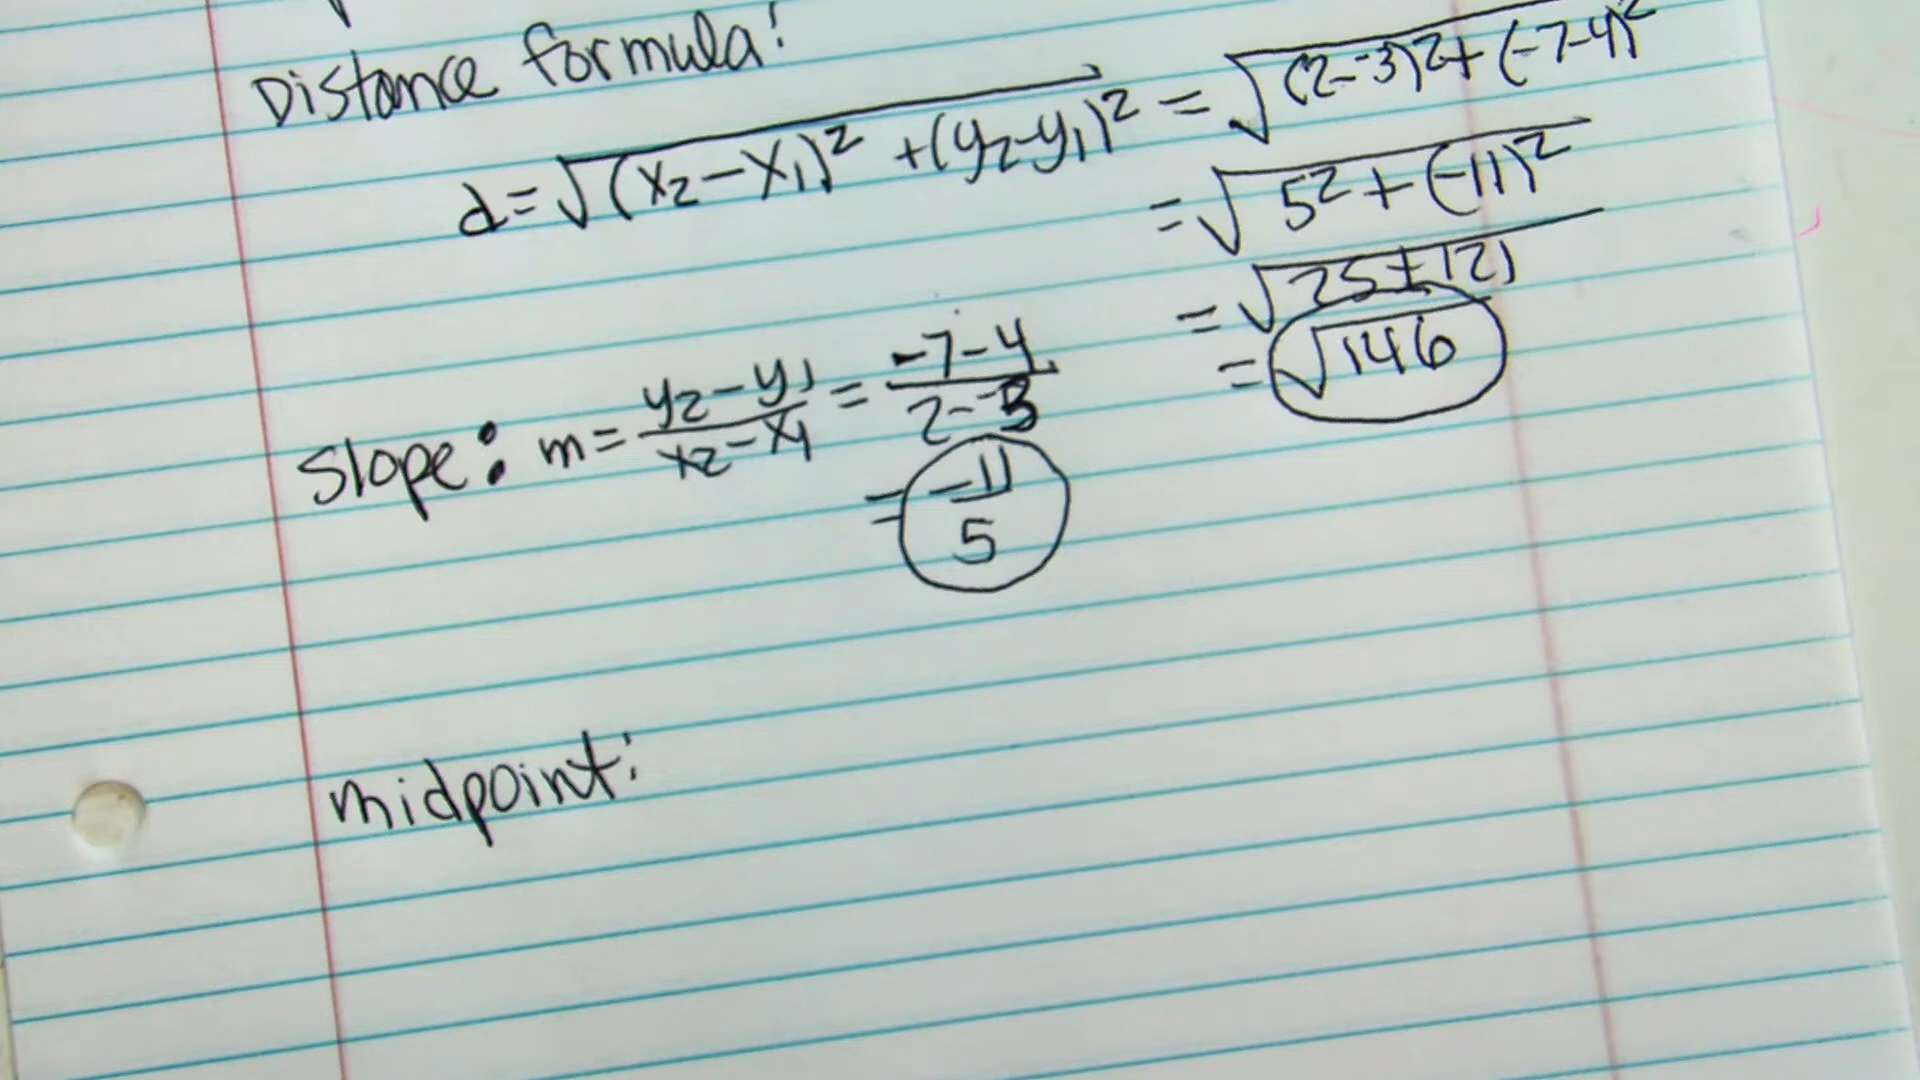 Distance formula:
d = √(x₂ - x₁)² + (y₂ - y₁)² = √(2 - -3)² + (-7 - 4)²
= √5² + (-11)²
= √25 + 121
= √146
Slope: m = y₂ - y₁ / x₂ - x₁ = -7 - 4 / 2 - -3
= -11 / 5
midpoint: